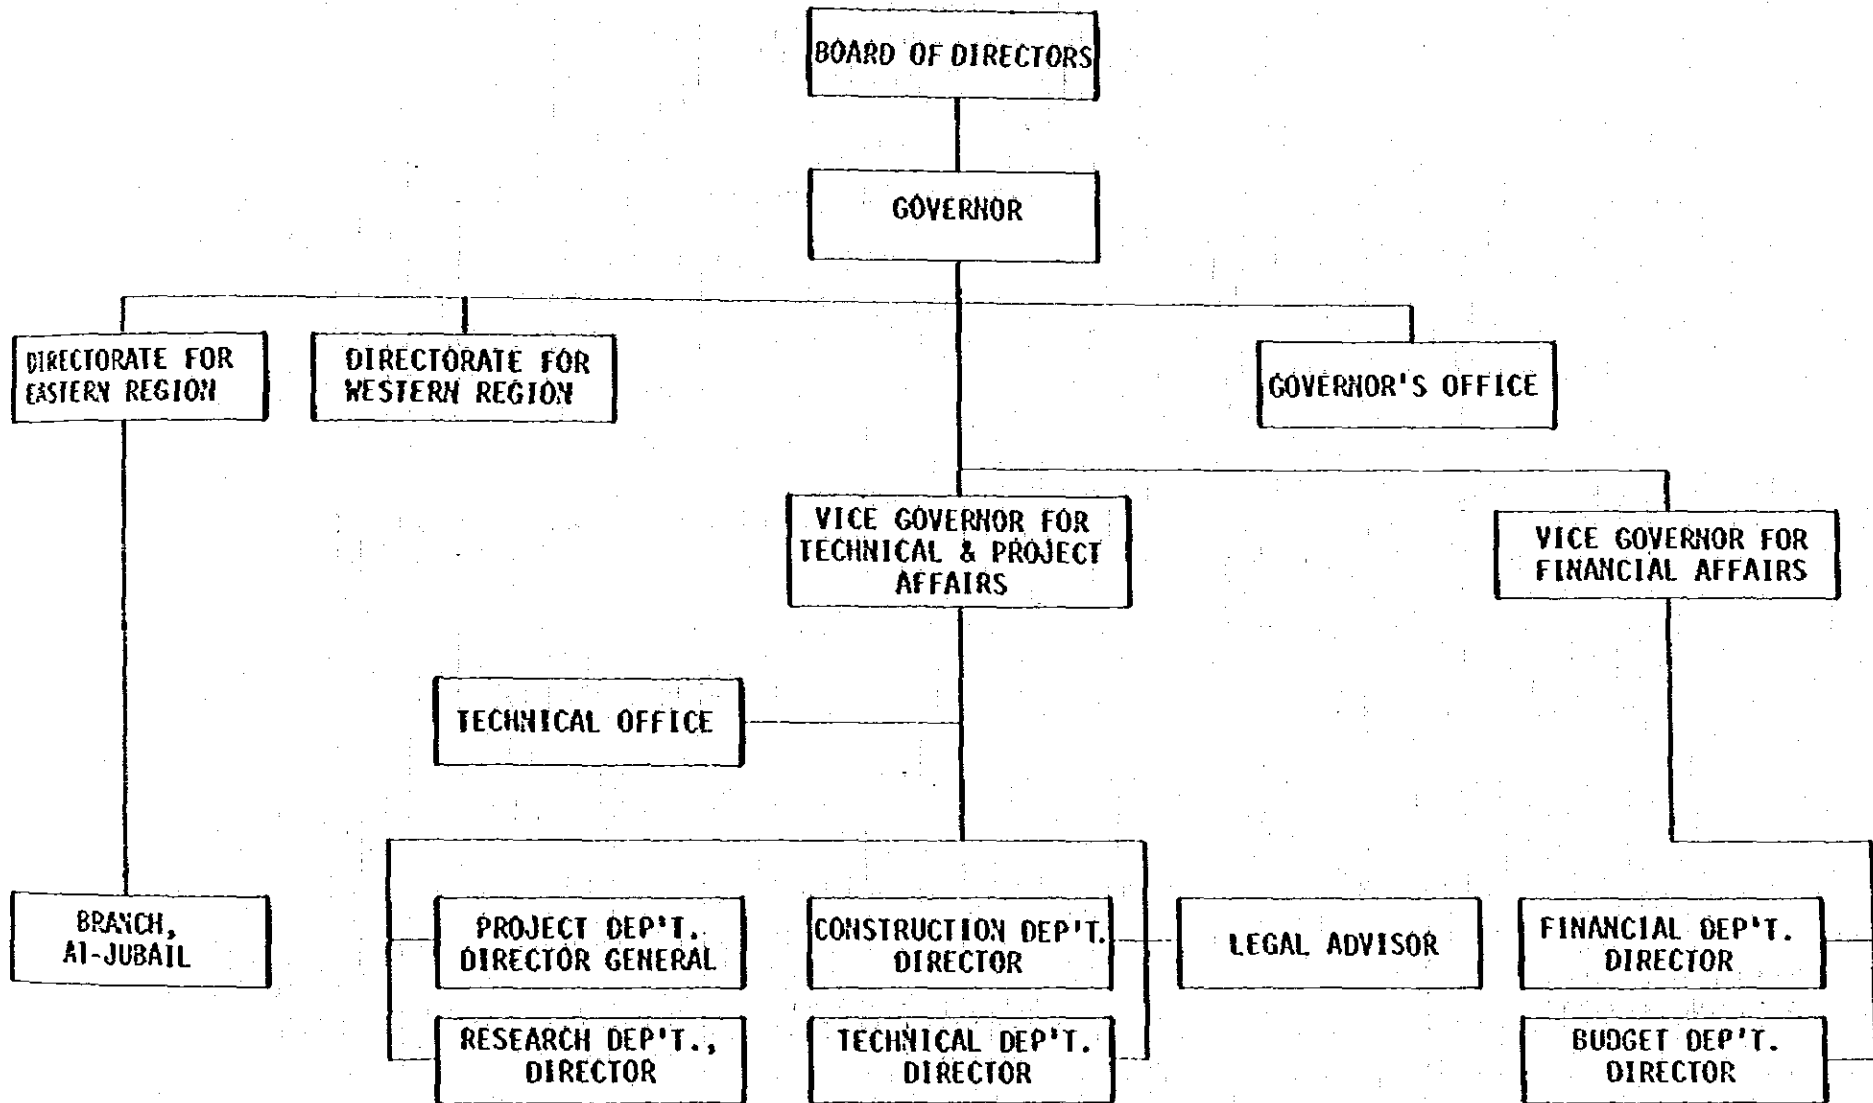 BOARD OF DIRECTORS
GOVERNOR
DIRECTORATE FOR
EASTERN REGION
DIRECTORATE FOR
WESTERN REGION
GOVERNOR'S OFFICE
VICE GOVERNOR FOR
TECHNICAL & PROJECT
AFFAIRS
VICE GOVERNOR FOR
FINANCIAL AFFAIRS
TECHNICAL OFFICE
BRANCH,
Al-JUBAIL
PROJECT DEP'T.
DIRECTOR GENERAL
CONSTRUCTION DEP'T.
DIRECTOR
LEGAL ADVISOR
FINANCIAL DEP'T.
DIRECTOR
RESEARCH DEP'T.,
DIRECTOR
TECHNICAL DEP'T.
DIRECTOR
BUDGET DEP'T.
DIRECTOR